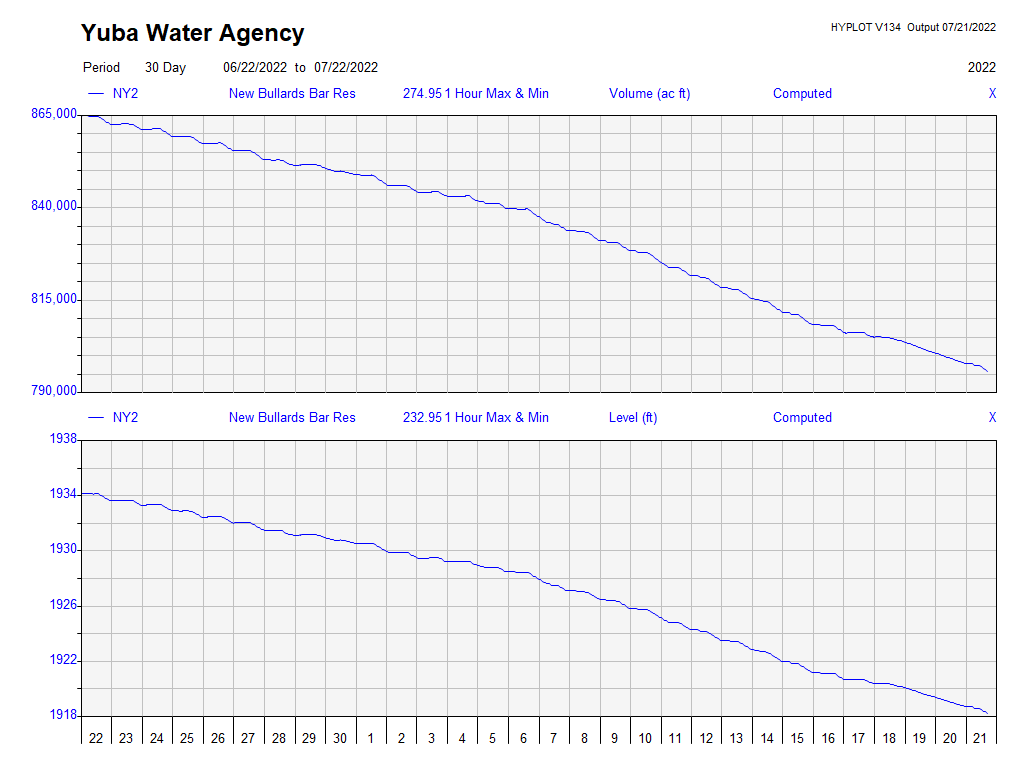 Yuba Water Agency
HYPLOT V134 Output 07/21/2022
Period 30 Day 06/22/2022 to 07/22/2022 2022
NY2 New Bullards Bar Res 274.95 1 Hour Max & Min Volume (ac ft) Computed X
865,000
840,000
815,000
790,000
NY2 New Bullards Bar Res 232.95 1 Hour Max & Min Level (ft) Computed X
1938
1934
1930
1926
1922
1918
22 23 24 25 26 27 28 29 30 1 2 3 4 5 6 7 8 9 10 11 12 13 14 15 16 17 18 19 20 21